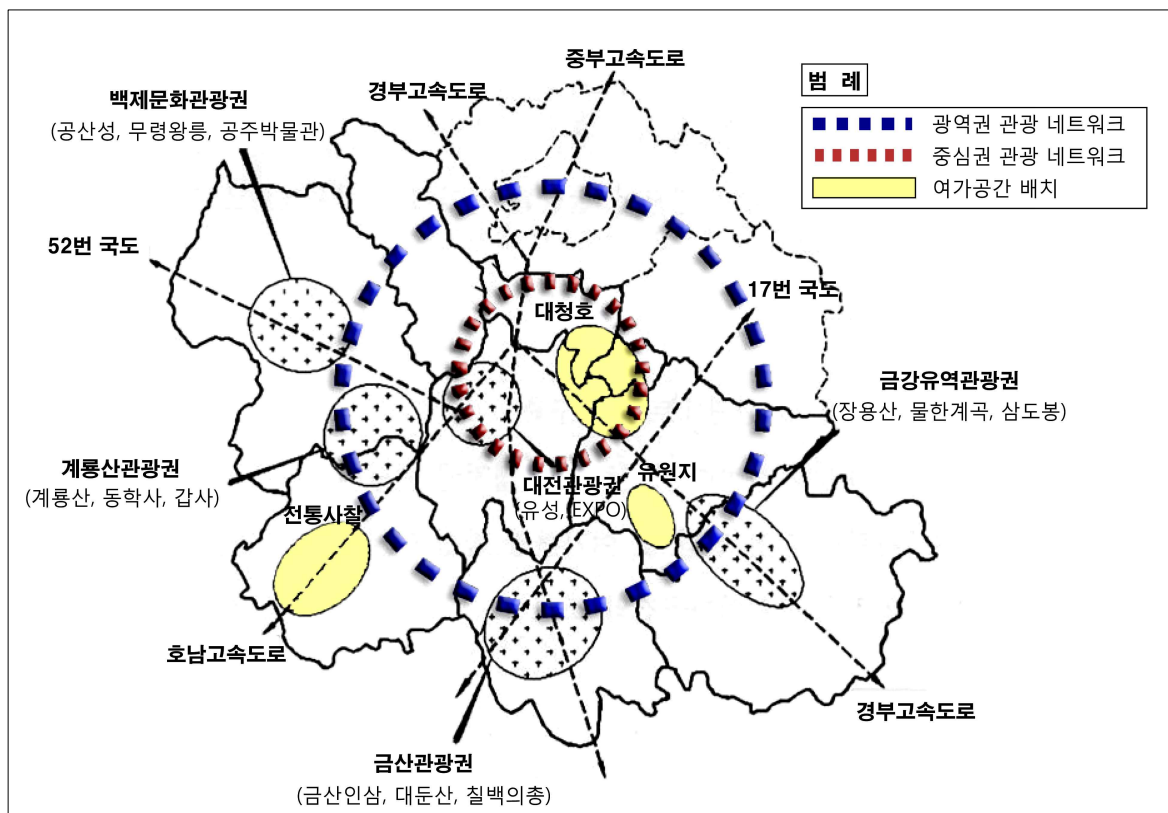 중부고속도로
경부고속도로
백제문화관광권
(공산성, 무령왕릉, 공주박물관)
범 례
광역권 관광 네트워크
중심권 관광 네트워크
여가공간 배치
52번 국도
17번 국도
대청호
금강유역관광권
(장용산, 물한계곡, 삼도봉)
계룡산관광권
(계룡산, 동학사, 갑사)
대전관광권
(유성, EXPO)
유원지
전통사찰
호남고속도로
경부고속도로
금산관광권
(금산인삼, 대둔산, 칠백의총)